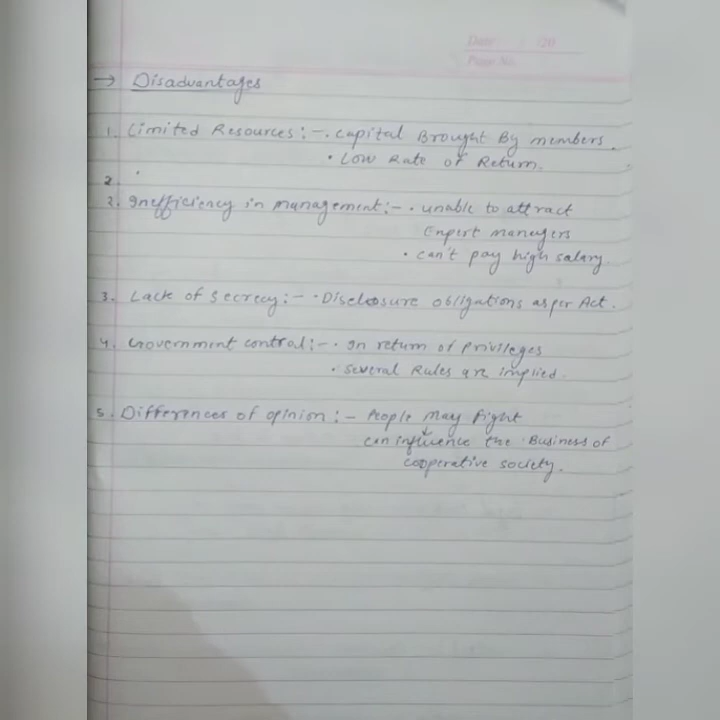 Date 20
Page No.
→ Disadvantages
1. Limited Resources :- • Capital Brought By members.
• Low Rate of Return.
2.
2. Inefficiency in management :- • unable to attract
Expert managers
• can't pay high salary.
3. Lack of Secrecy :- • Disclosure obligations as per Act.
4. Government control :- • In return of Privileges
• Several Rules are implied.
5. Differences of opinion :- People may fight
↓
can influence the Business of
cooperative society.